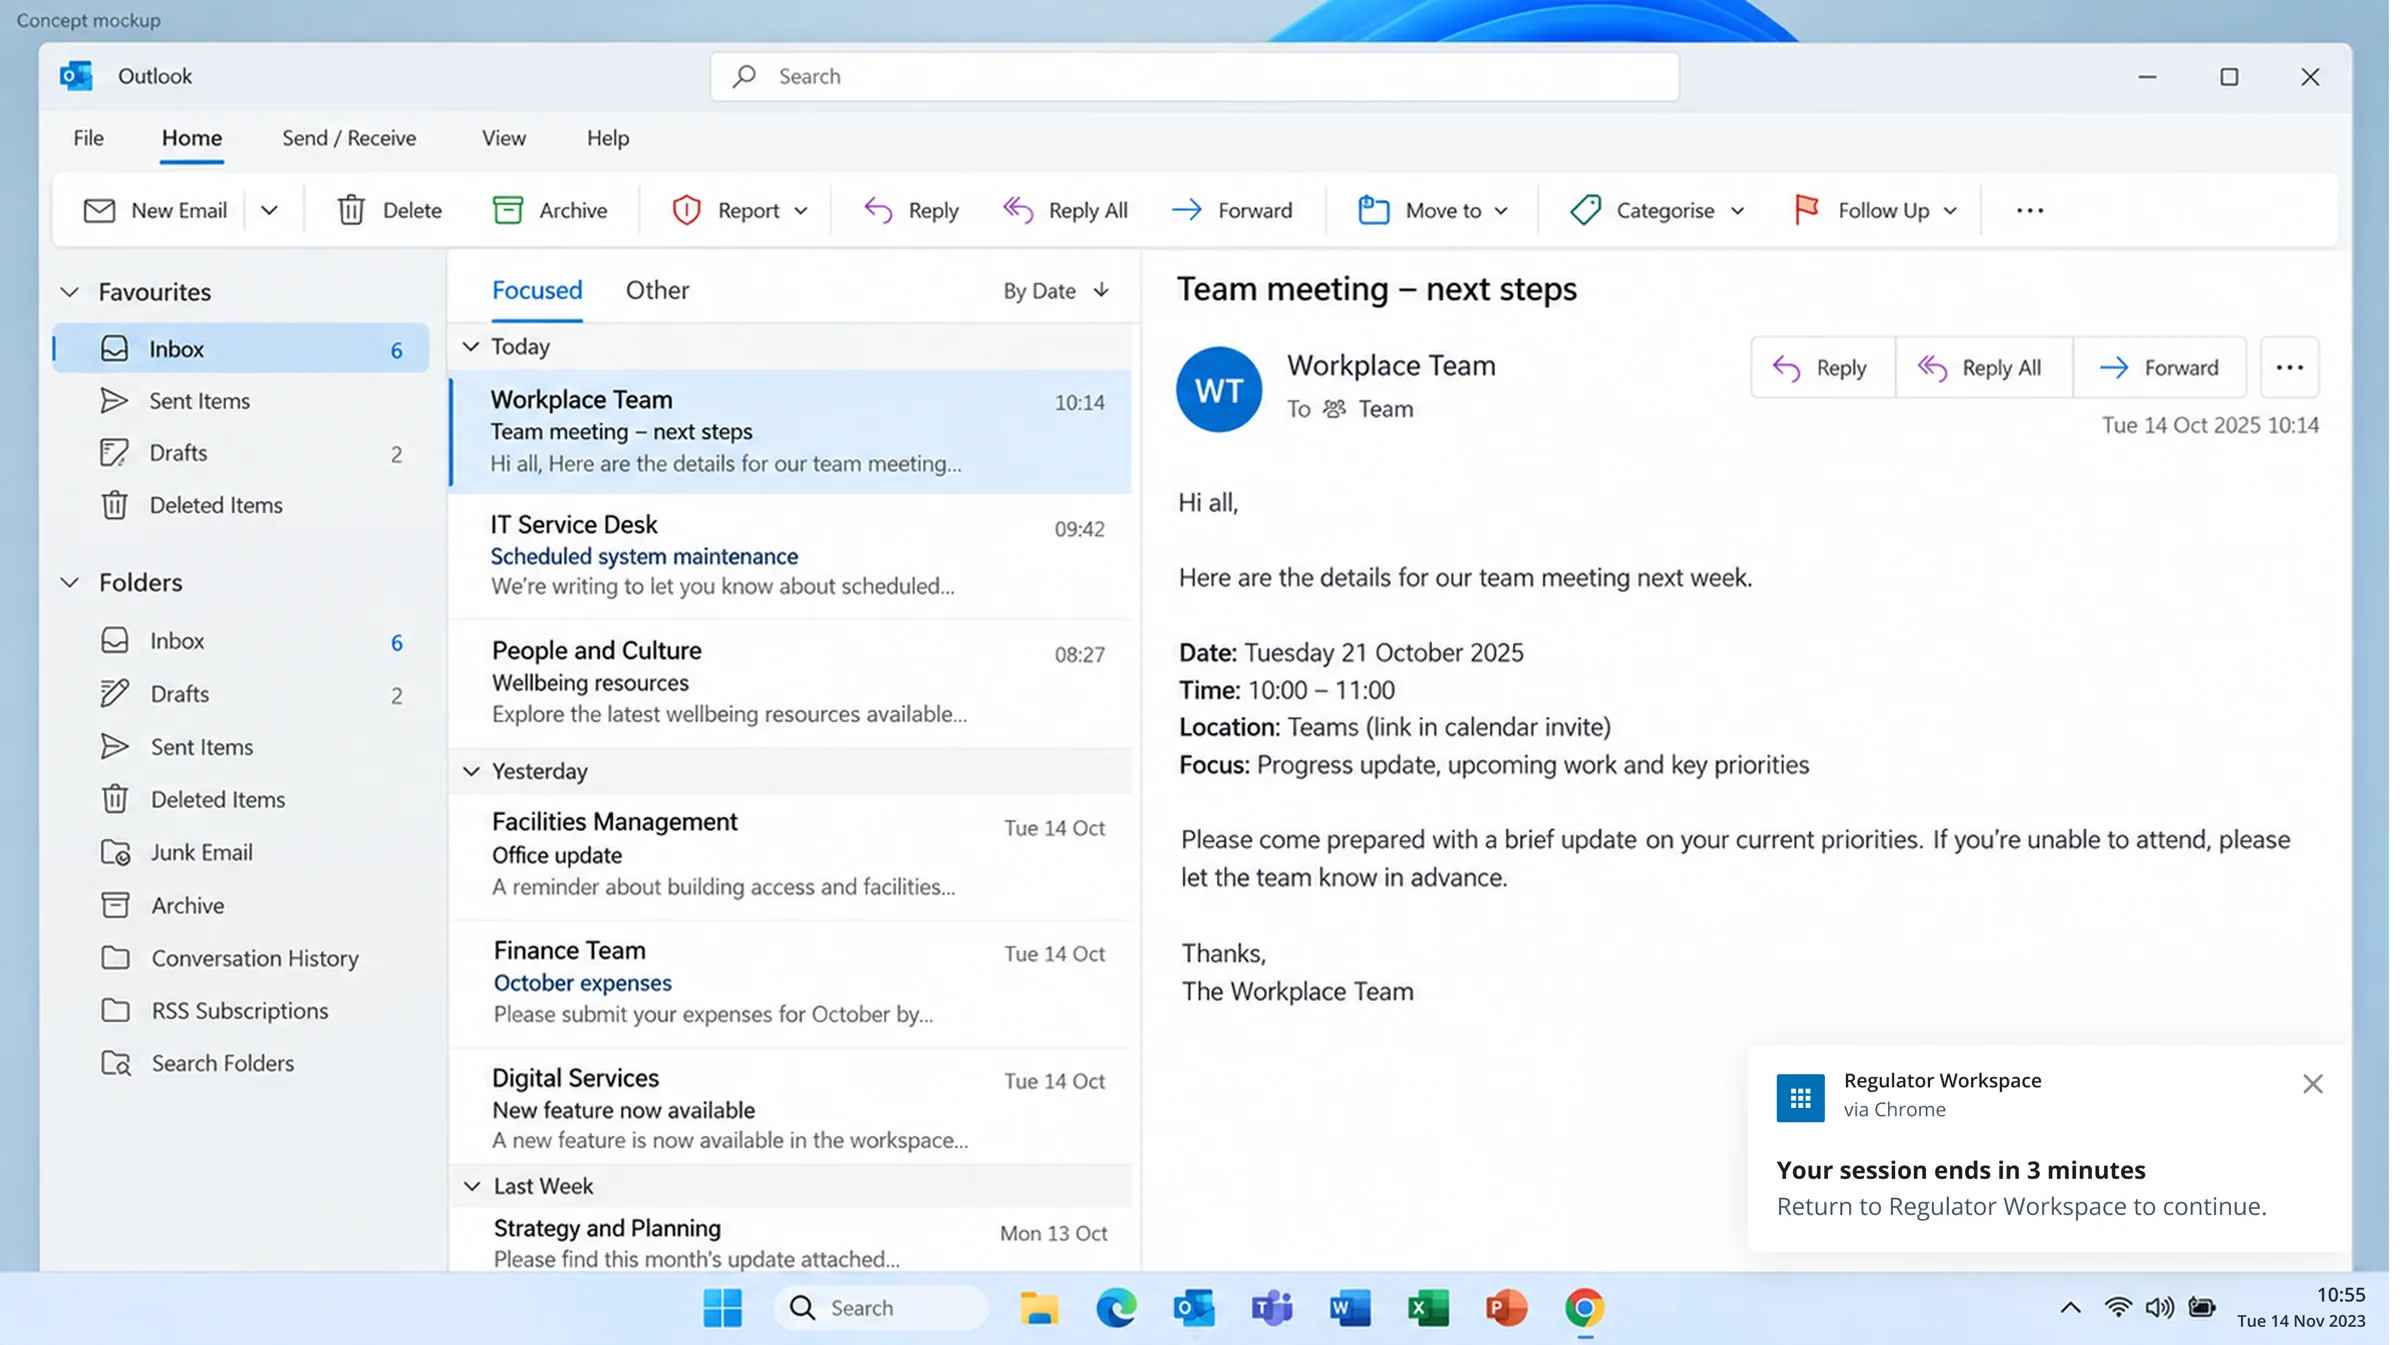 Concept mockup
Outlook
Search
File
Home
Send / Receive
View
Help
New Email
Delete
Archive
Report
Reply
Reply All
Forward
Move to
Categorise
Follow Up
Favourites
Inbox 6
Sent Items
Drafts 2
Deleted Items
Folders
Inbox 6
Drafts 2
Sent Items
Deleted Items
Junk Email
Archive
Conversation History
RSS Subscriptions
Search Folders
Focused
Other
By Date
Today
Workplace Team 10:14
Team meeting – next steps
Hi all, Here are the details for our team meeting...
IT Service Desk 09:42
Scheduled system maintenance
We’re writing to let you know about scheduled...
People and Culture 08:27
Wellbeing resources
Explore the latest wellbeing resources available...
Yesterday
Facilities Management Tue 14 Oct
Office update
A reminder about building access and facilities...
Finance Team Tue 14 Oct
October expenses
Please submit your expenses for October by...
Digital Services Tue 14 Oct
New feature now available
A new feature is now available in the workspace...
Last Week
Strategy and Planning Mon 13 Oct
Please find this month's update attached...
Team meeting – next steps
WT
Workplace Team
To Team
Reply
Reply All
Forward
Tue 14 Oct 2025 10:14
Hi all,
Here are the details for our team meeting next week.
Date: Tuesday 21 October 2025
Time: 10:00 – 11:00
Location: Teams (link in calendar invite)
Focus: Progress update, upcoming work and key priorities
Please come prepared with a brief update on your current priorities. If you’re unable to attend, please
let the team know in advance.
Thanks,
The Workplace Team
Regulator Workspace
via Chrome
Your session ends in 3 minutes
Return to Regulator Workspace to continue.
Search
10:55
Tue 14 Nov 2023